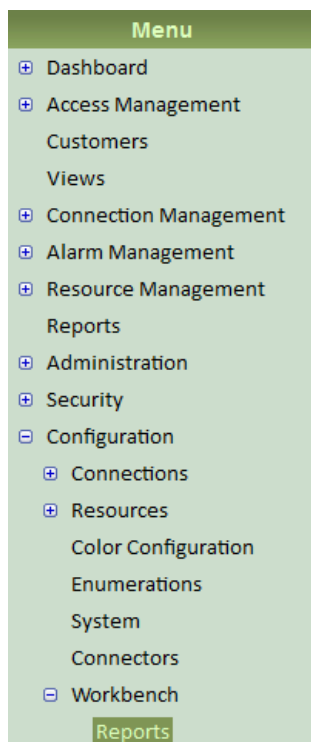 Menu
Dashboard
Access Management
Customers
Views
Connection Management
Alarm Management
Resource Management
Reports
Administration
Security
Configuration
Connections
Resources
Color Configuration
Enumerations
System
Connectors
Workbench
Reports